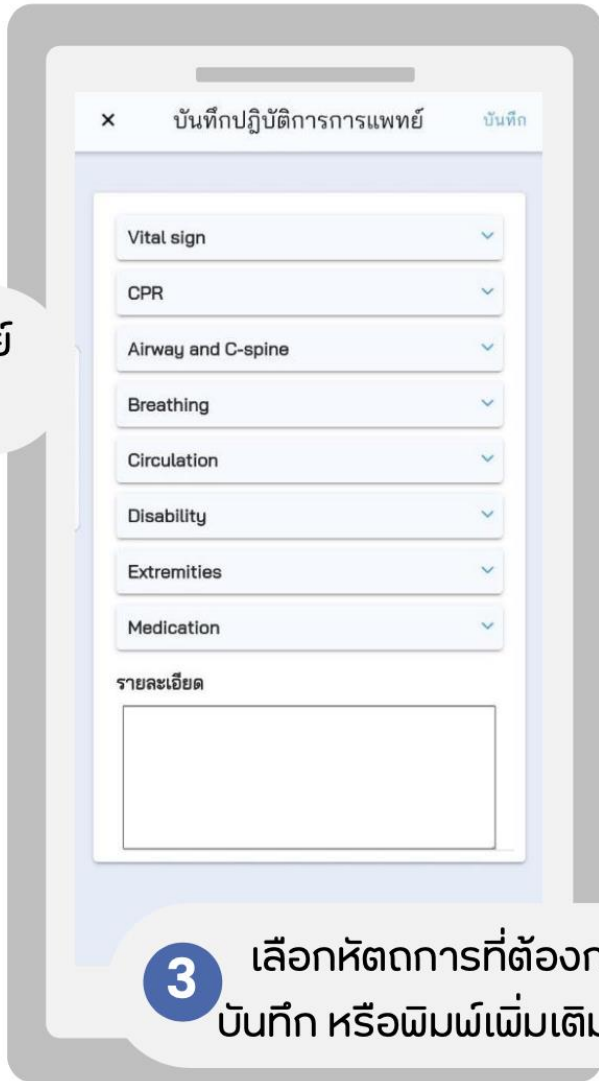 × บันทึกปฏิบัติการการแพทย์ บันทึก
Vital sign
CPR
Airway and C-spine
Breathing
Circulation
Disability
Extremities
Medication
รายละเอียด
3
เลือกหัตถการที่ต้อง
บันทึก หรือพิมพ์เพิ่มเติม